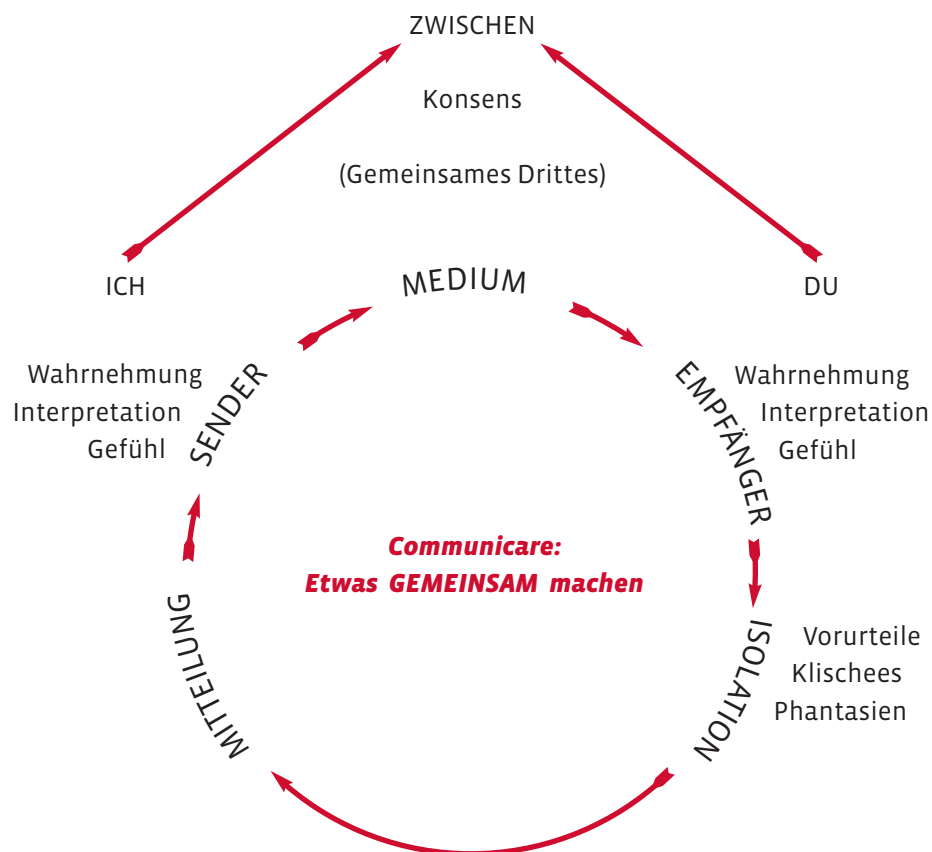 ZWISCHEN
Konsens
(Gemeinsames Drittes)
ICH
DU
MEDIUM
SENDER
EMPFÄNGER
Wahrnehmung
Interpretation
Gefühl
Wahrnehmung
Interpretation
Gefühl
Communicare:
Etwas GEMEINSAM machen
MITTEILUNG
ISOLATION
Vorurteile
Klischees
Phantasien